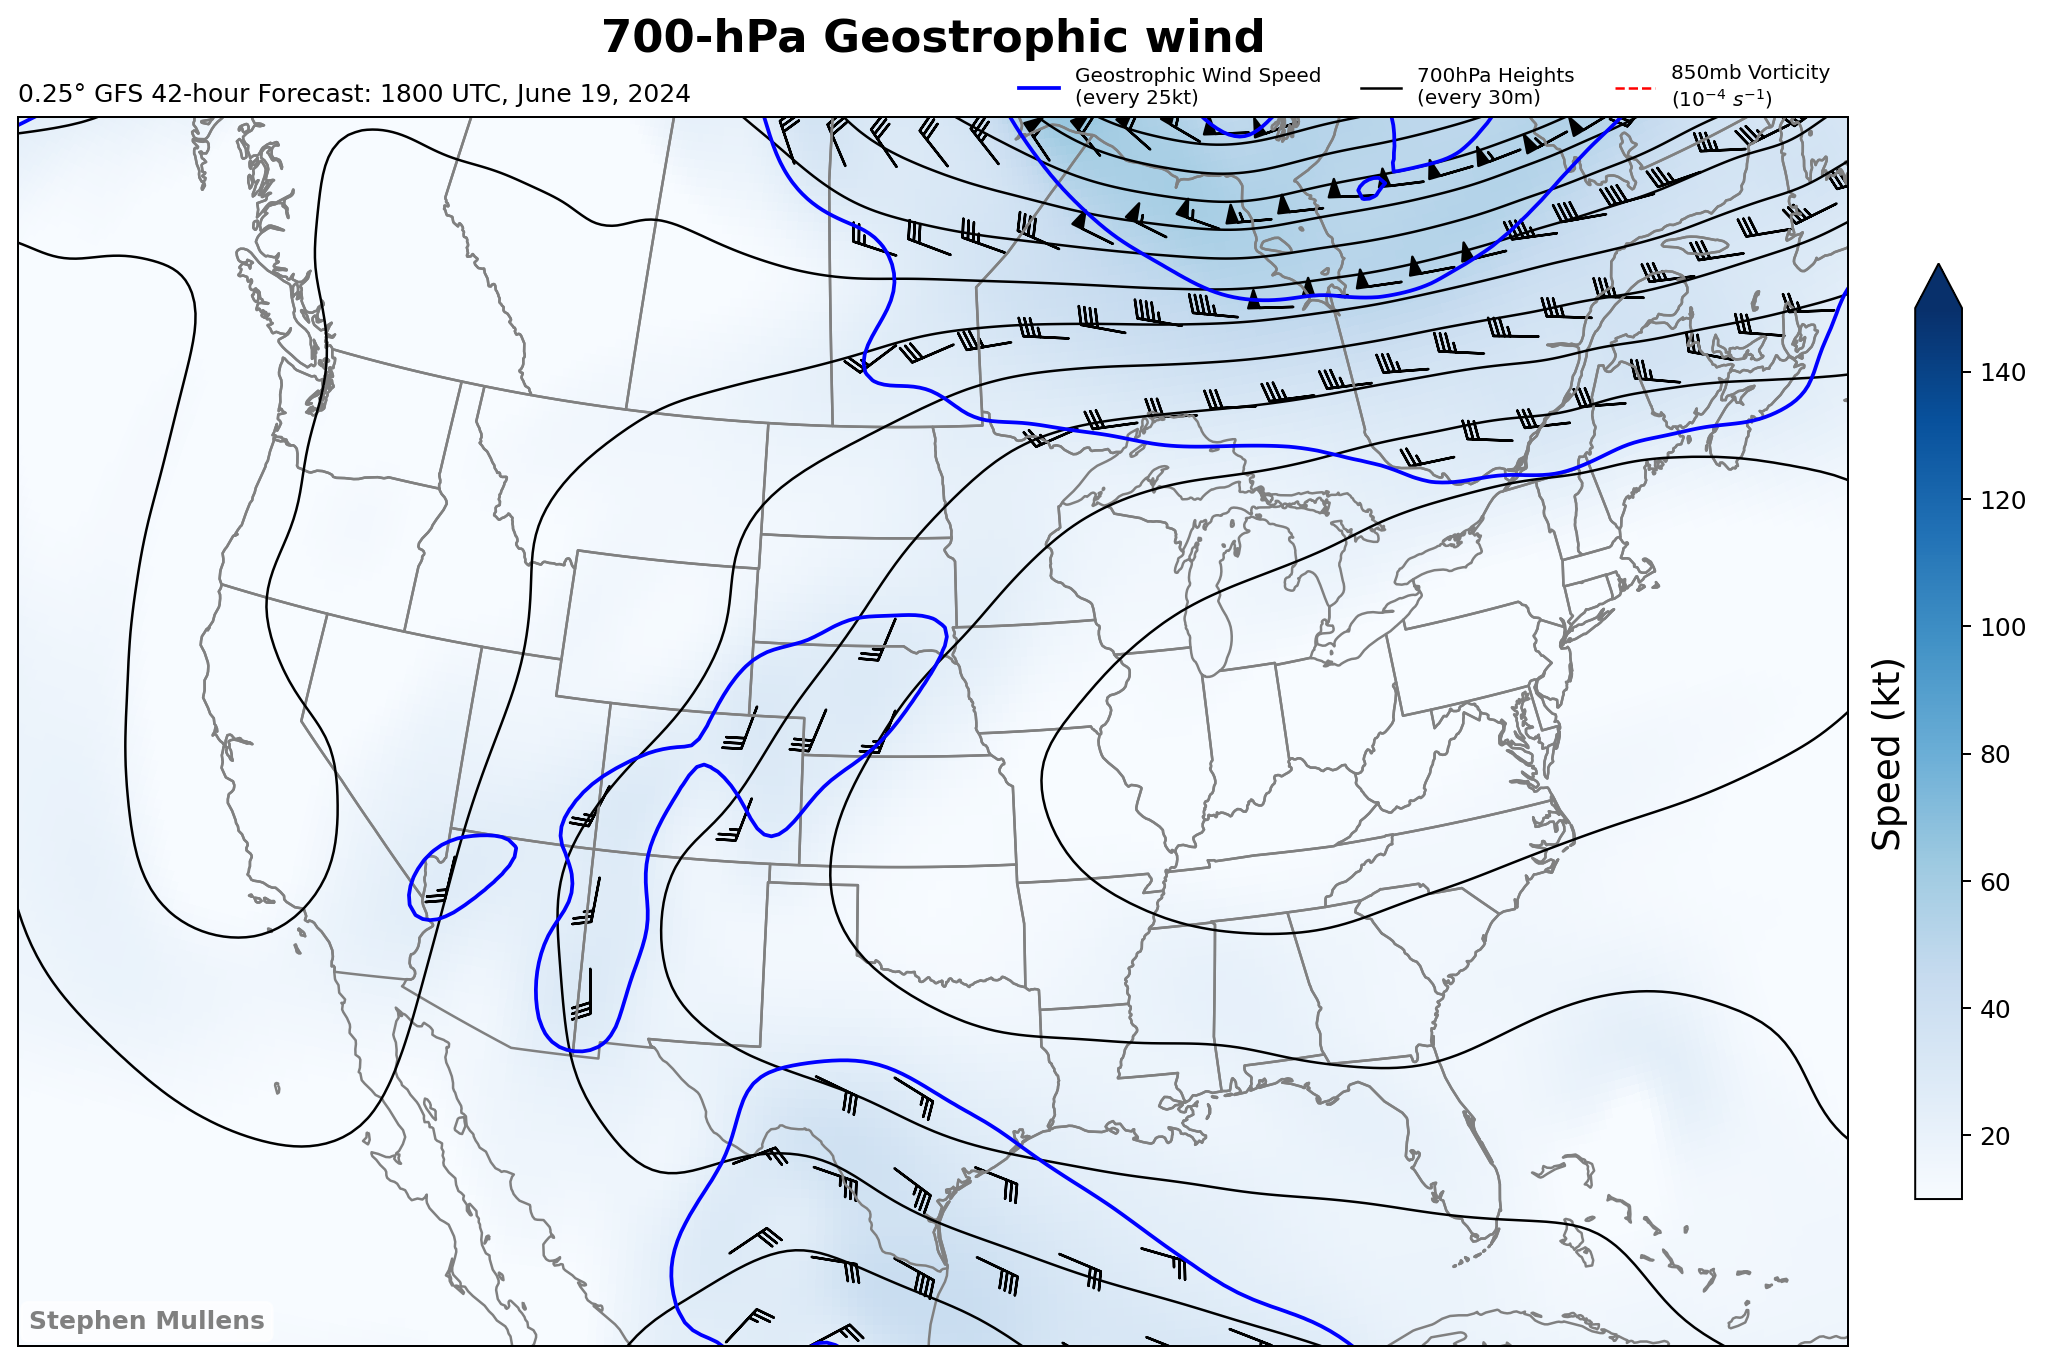 700-hPa Geostrophic wind
0.25° GFS 42-hour Forecast: 1800 UTC, June 19, 2024
Geostrophic Wind Speed
(every 25kt)
700hPa Heights
(every 30m)
850mb Vorticity
(10⁻⁴ s⁻¹)
140
120
100
80
60
40
20
Speed (kt)
Stephen Mullens